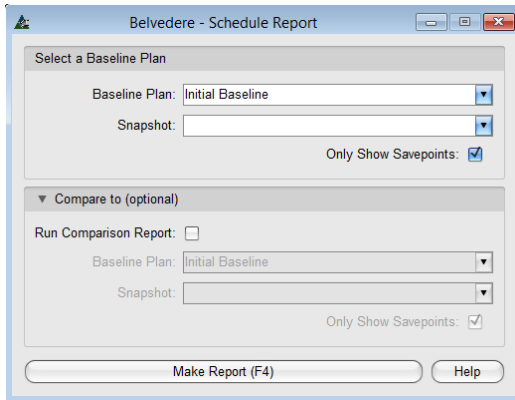 Belvedere - Schedule Report
Select a Baseline Plan
Baseline Plan: Initial Baseline
Snapshot:
Only Show Savepoints:
Compare to (optional)
Run Comparison Report:
Baseline Plan: Initial Baseline
Snapshot:
Only Show Savepoints:
Make Report (F4) Help